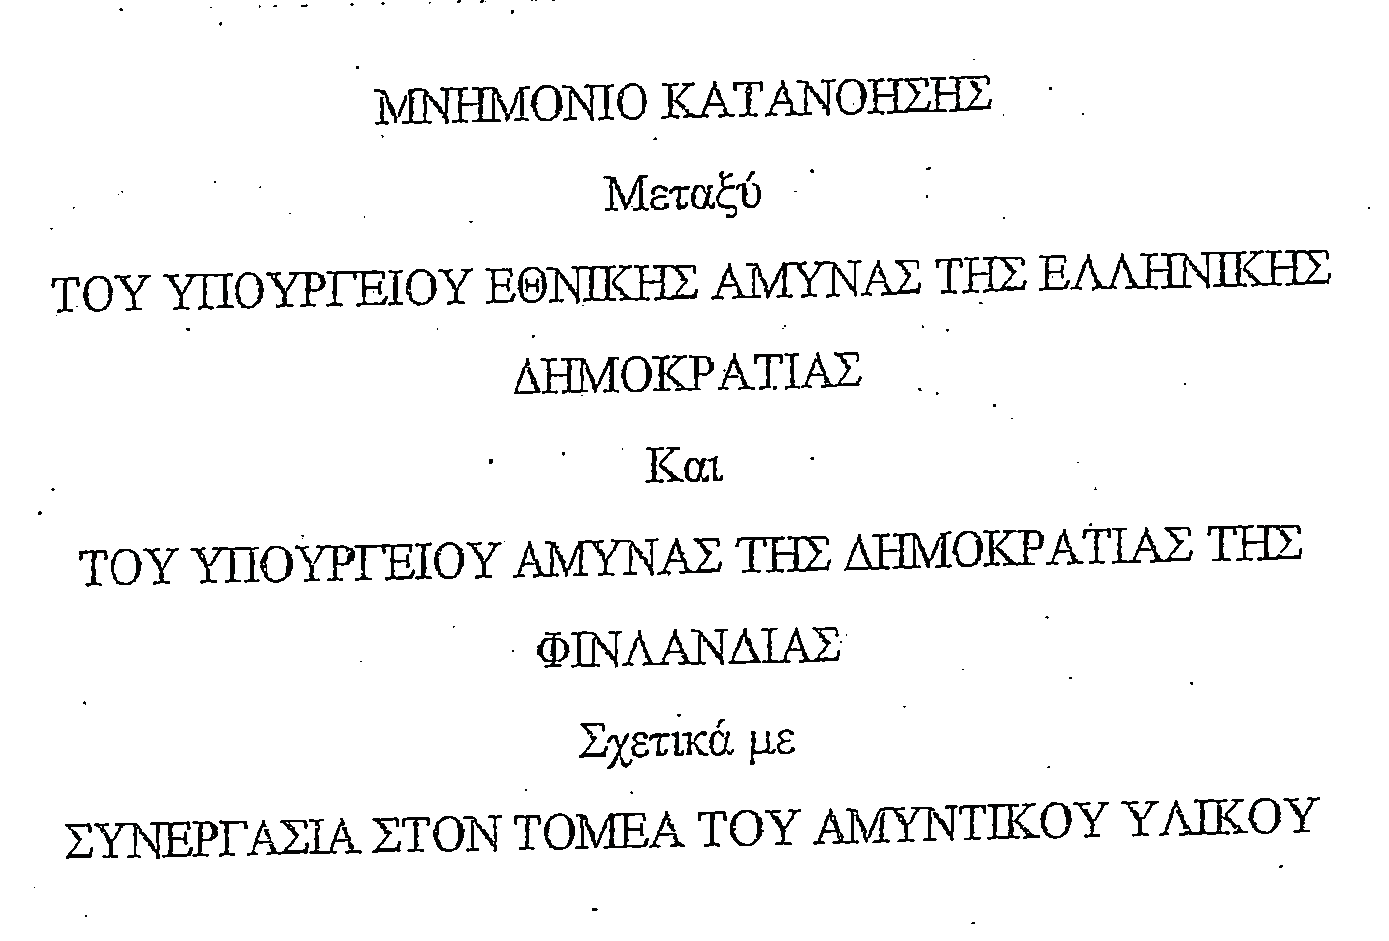 ΜΝΗΜΟΝΙΟ ΚΑΤΑΝΟΗΣΗΣ
Μεταξύ
ΤΟΥ ΥΠΟΥΡΓΕΙΟΥ ΕΘΝΙΚΗΣ ΑΜΥΝΑΣ ΤΗΣ ΕΛΛΗΝΙΚΗΣ
ΔΗΜΟΚΡΑΤΙΑΣ
Και
ΤΟΥ ΥΠΟΥΡΓΕΙΟΥ ΑΜΥΝΑΣ ΤΗΣ ΔΗΜΟΚΡΑΤΙΑΣ ΤΗΣ
ΦΙΝΛΑΝΔΙΑΣ
Σχετικά με
ΣΥΝΕΡΓΑΣΙΑ ΣΤΟΝ ΤΟΜΕΑ ΤΟΥ ΑΜΥΝΤΙΚΟΥ ΥΛΙΚΟΥ